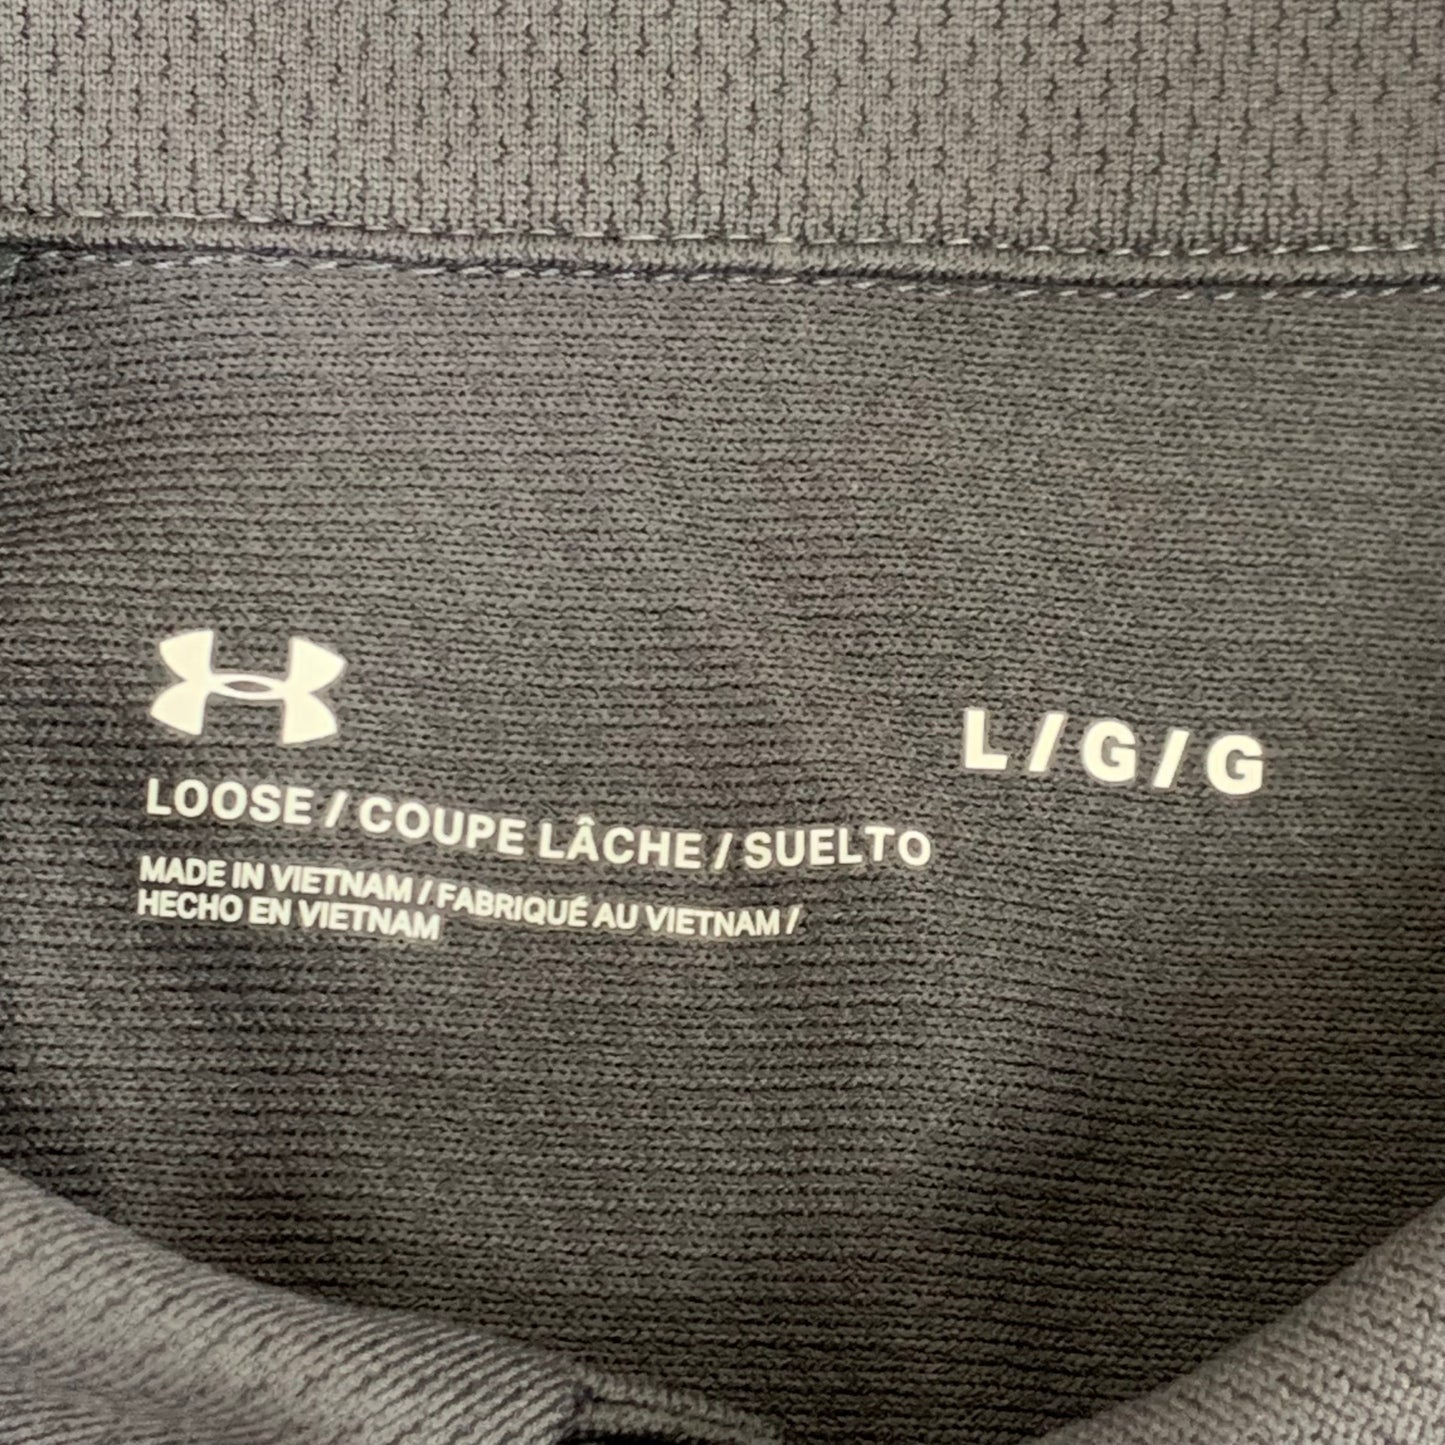 L/G/G
LOOSE / COUPE LÂCHE / SUELTO
MADE IN VIETNAM / FABRIQUÉ AU VIETNAM /
HECHO EN VIETNAM